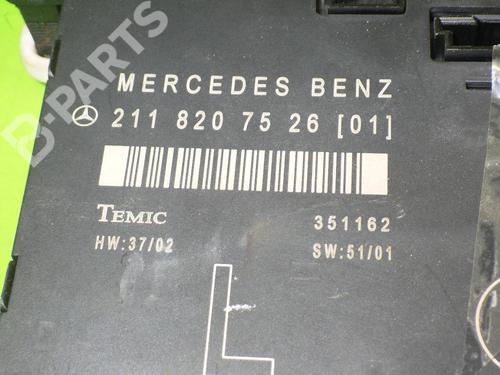 B-PARTS
MERCEDES BENZ
211 820 75 26 [01]
TEMIC 351162
HW:37/02 SW:51/01
L